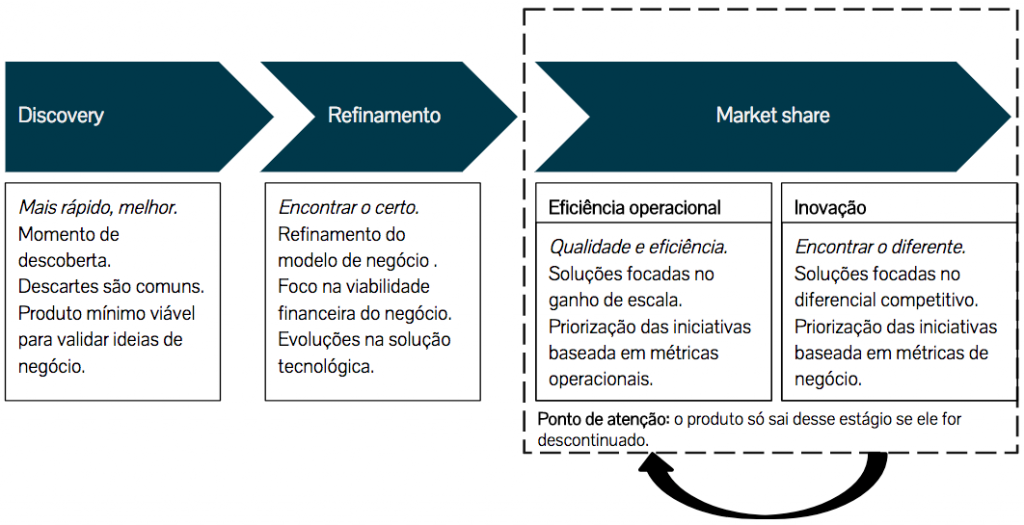 Discovery
Refinamento
Market share
Mais rápido, melhor.
Momento de
descoberta.
Descartes são comuns.
Produto mínimo viável
para validar ideias de
negócio.
Encontrar o certo.
Refinamento do
modelo de negócio .
Foco na viabilidade
financeira do negócio.
Evoluções na solução
tecnológica.
Eficiência operacional
Qualidade e eficiência.
Soluções focadas no
ganho de escala.
Priorização das iniciativas
baseada em métricas
operacionais.
Inovação
Encontrar o diferente.
Soluções focadas no
diferencial competitivo.
Priorização das iniciativas
baseada em métricas de
negócio.
Ponto de atenção: o produto só sai desse estágio se ele for
descontinuado.